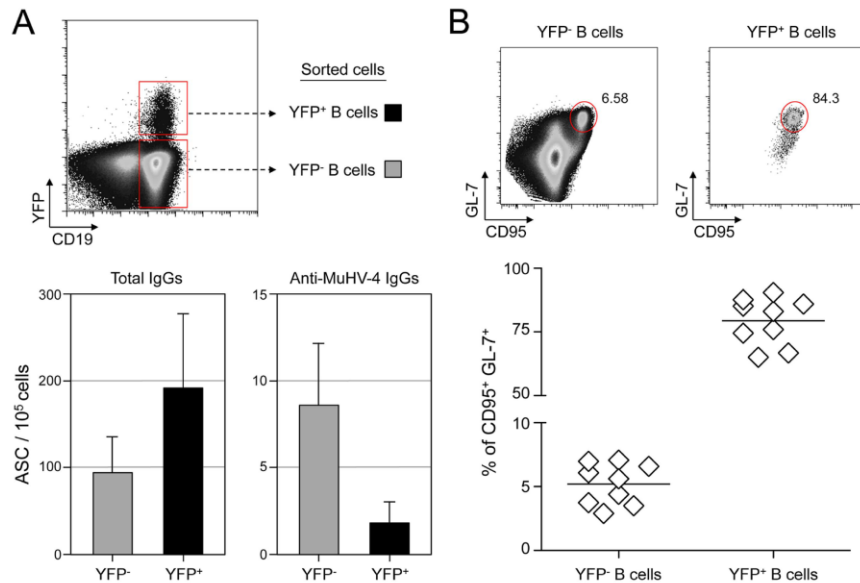 A
YFP
CD19
Sorted cells
YFP⁺ B cells
YFP⁻ B cells
Total IgGs
Anti-MuHV-4 IgGs
ASC / 10⁵ cells
300
200
100
0
YFP⁻
YFP⁺
15
10
5
0
YFP⁻
YFP⁺
B
YFP⁻ B cells
YFP⁺ B cells
6.58
84.3
GL-7
CD95
GL-7
CD95
% of CD95⁺ GL-7⁺
100
75
50
10
5
0
YFP⁻ B cells
YFP⁺ B cells